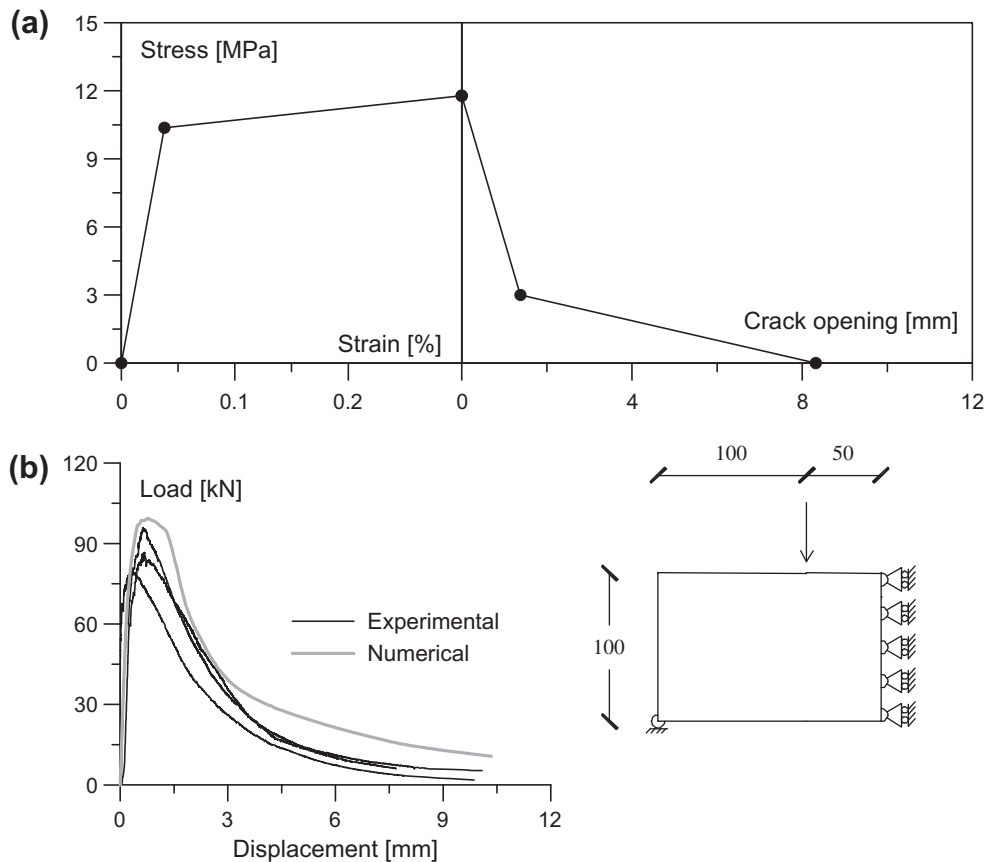 (a)
Stress [MPa]
15
12
9
6
3
0
Strain [%]
Crack opening [mm]
0 0.1 0.2 0 4 8 12
(b)
Load [kN]
120
90
60
30
0
Experimental
Numerical
0 3 6 9 12
Displacement [mm]
100 50
100